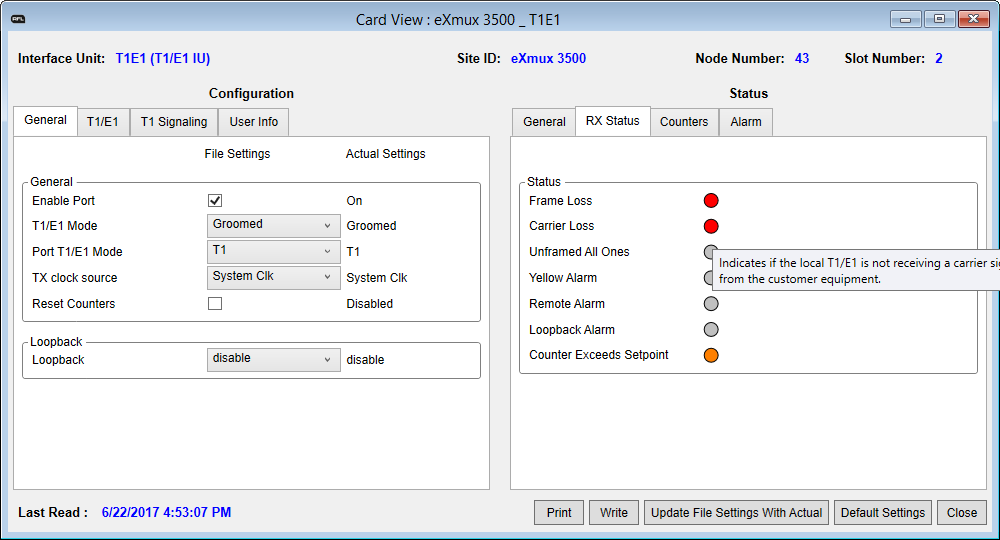 RFL
Card View : eXmux 3500 _ T1E1
Interface Unit: T1E1 (T1/E1 IU) Site ID: eXmux 3500 Node Number: 43 Slot Number: 2
Configuration
General T1/E1 T1 Signaling User Info
File Settings Actual Settings
General
Enable Port On
T1/E1 Mode Groomed Groomed
Port T1/E1 Mode T1 T1
TX clock source System Clk System Clk
Reset Counters Disabled
Loopback
Loopback disable disable
Status
General RX Status Counters Alarm
Status
Frame Loss
Carrier Loss
Unframed All Ones
Indicates if the local T1/E1 is not receiving a carrier
from the customer equipment.
Yellow Alarm
Remote Alarm
Loopback Alarm
Counter Exceeds Setpoint
Last Read : 6/22/2017 4:53:07 PM
Print Write Update File Settings With Actual Default Settings Close